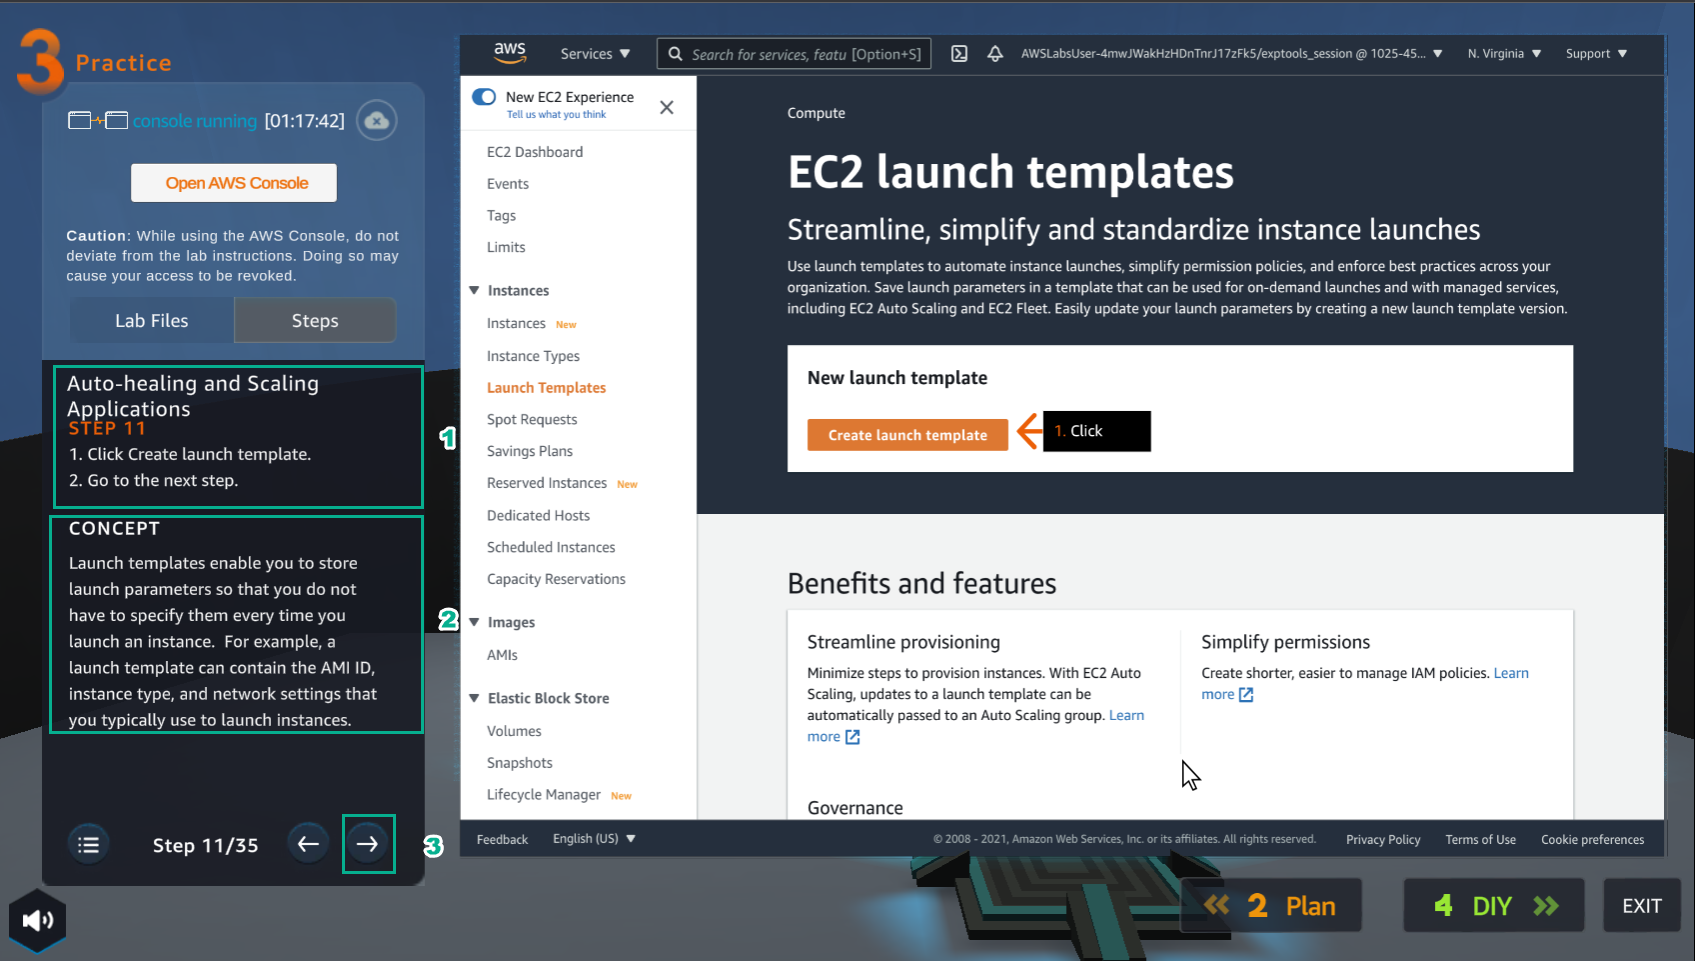 3 Practice
console running [01:17:42]
Open AWS Console
Caution: While using the AWS Console, do not
deviate from the lab instructions. Doing so may
cause your access to be revoked.
Lab Files
Steps
Auto-healing and Scaling
Applications
STEP 11
1. Click Create launch template.
2. Go to the next step.
1
CONCEPT
Launch templates enable you to store
launch parameters so that you do not
have to specify them every time you
launch an instance.  For example, a
launch template can contain the AMI ID,
instance type, and network settings that
you typically use to launch instances.
2
Step 11/35
3
aws
Services ▼
Search for services, featu [Option+S]
AWSLabsUser-4mwJWakHzHDnTnrJ17zFk5/exptools_session @ 1025-45... ▼
N. Virginia ▼
Support ▼
New EC2 Experience
Tell us what you think
EC2 Dashboard
Events
Tags
Limits
Instances
Instances New
Instance Types
Launch Templates
Spot Requests
Savings Plans
Reserved Instances New
Dedicated Hosts
Scheduled Instances
Capacity Reservations
Images
AMIs
Elastic Block Store
Volumes
Snapshots
Lifecycle Manager New
Compute
EC2 launch templates
Streamline, simplify and standardize instance launches
Use launch templates to automate instance launches, simplify permission policies, and enforce best practices across your
organization. Save launch parameters in a template that can be used for on-demand launches and with managed services,
including EC2 Auto Scaling and EC2 Fleet. Easily update your launch parameters by creating a new launch template version.
New launch template
Create launch template
1. Click
Benefits and features
Streamline provisioning
Minimize steps to provision instances. With EC2 Auto
Scaling, updates to a launch template can be
automatically passed to an Auto Scaling group. Learn
more
Simplify permissions
Create shorter, easier to manage IAM policies. Learn
more
Governance
Feedback
English (US) ▼
© 2008 - 2021, Amazon Web Services, Inc. or its affiliates. All rights reserved.
Privacy Policy
Terms of Use
Cookie preferences
2 Plan
4 DIY
EXIT